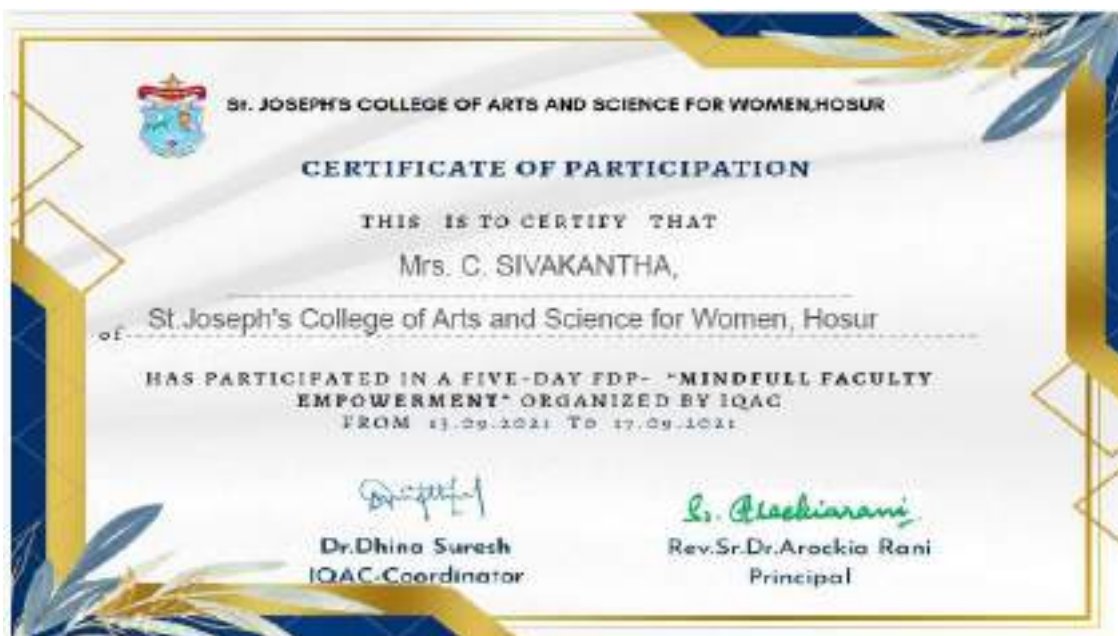 St. JOSEPH'S COLLEGE OF ARTS AND SCIENCE FOR WOMEN,HOSUR
CERTIFICATE OF PARTICIPATION
THIS IS TO CERTIFY THAT
Mrs. C. SIVAKANTHA,
of St.Joseph's College of Arts and Science for Women, Hosur
HAS PARTICIPATED IN A FIVE-DAY FDP- "MINDFULL FACULTY
EMPOWERMENT" ORGANIZED BY IQAC
FROM 13.09.2021 TO 17.09.2021
Dr.Dhina Suresh Rev.Sr.Dr.Arockia Rani
IQAC-Coordinator Principal